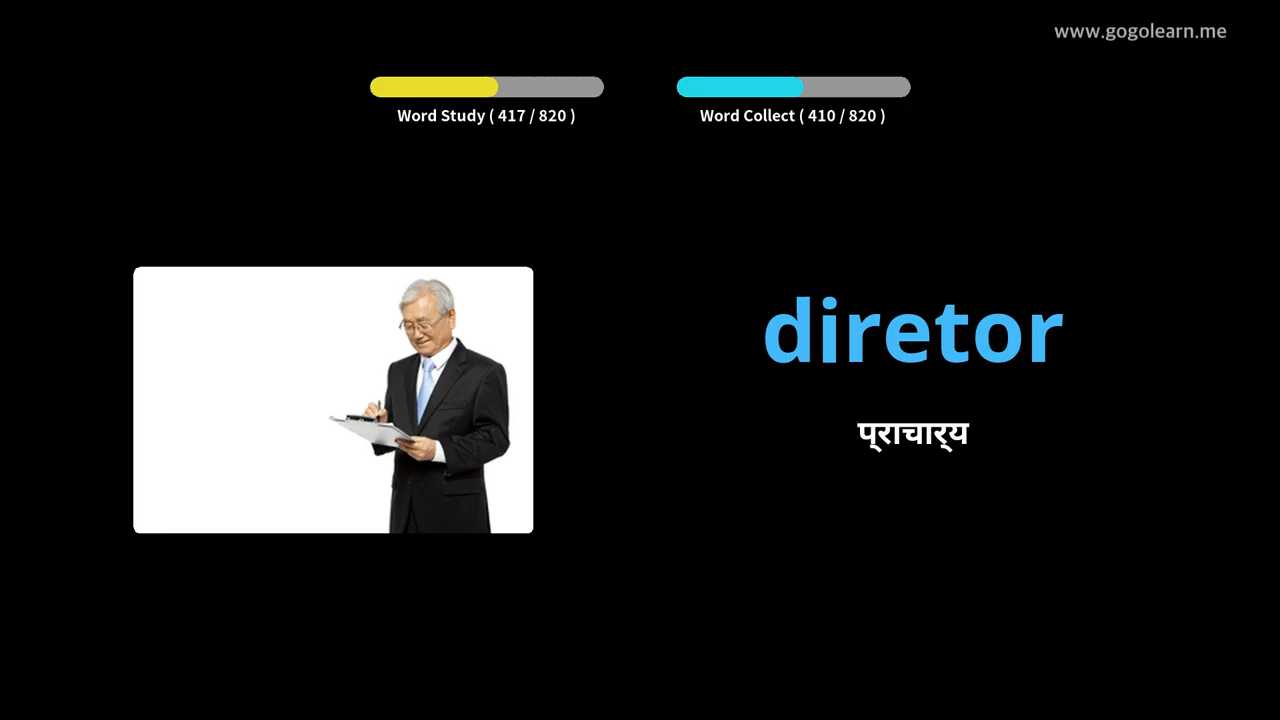 www.gogolearn.me
Word Study ( 417 / 820 )
Word Collect ( 410 / 820 )
diretor
प्राचार्य